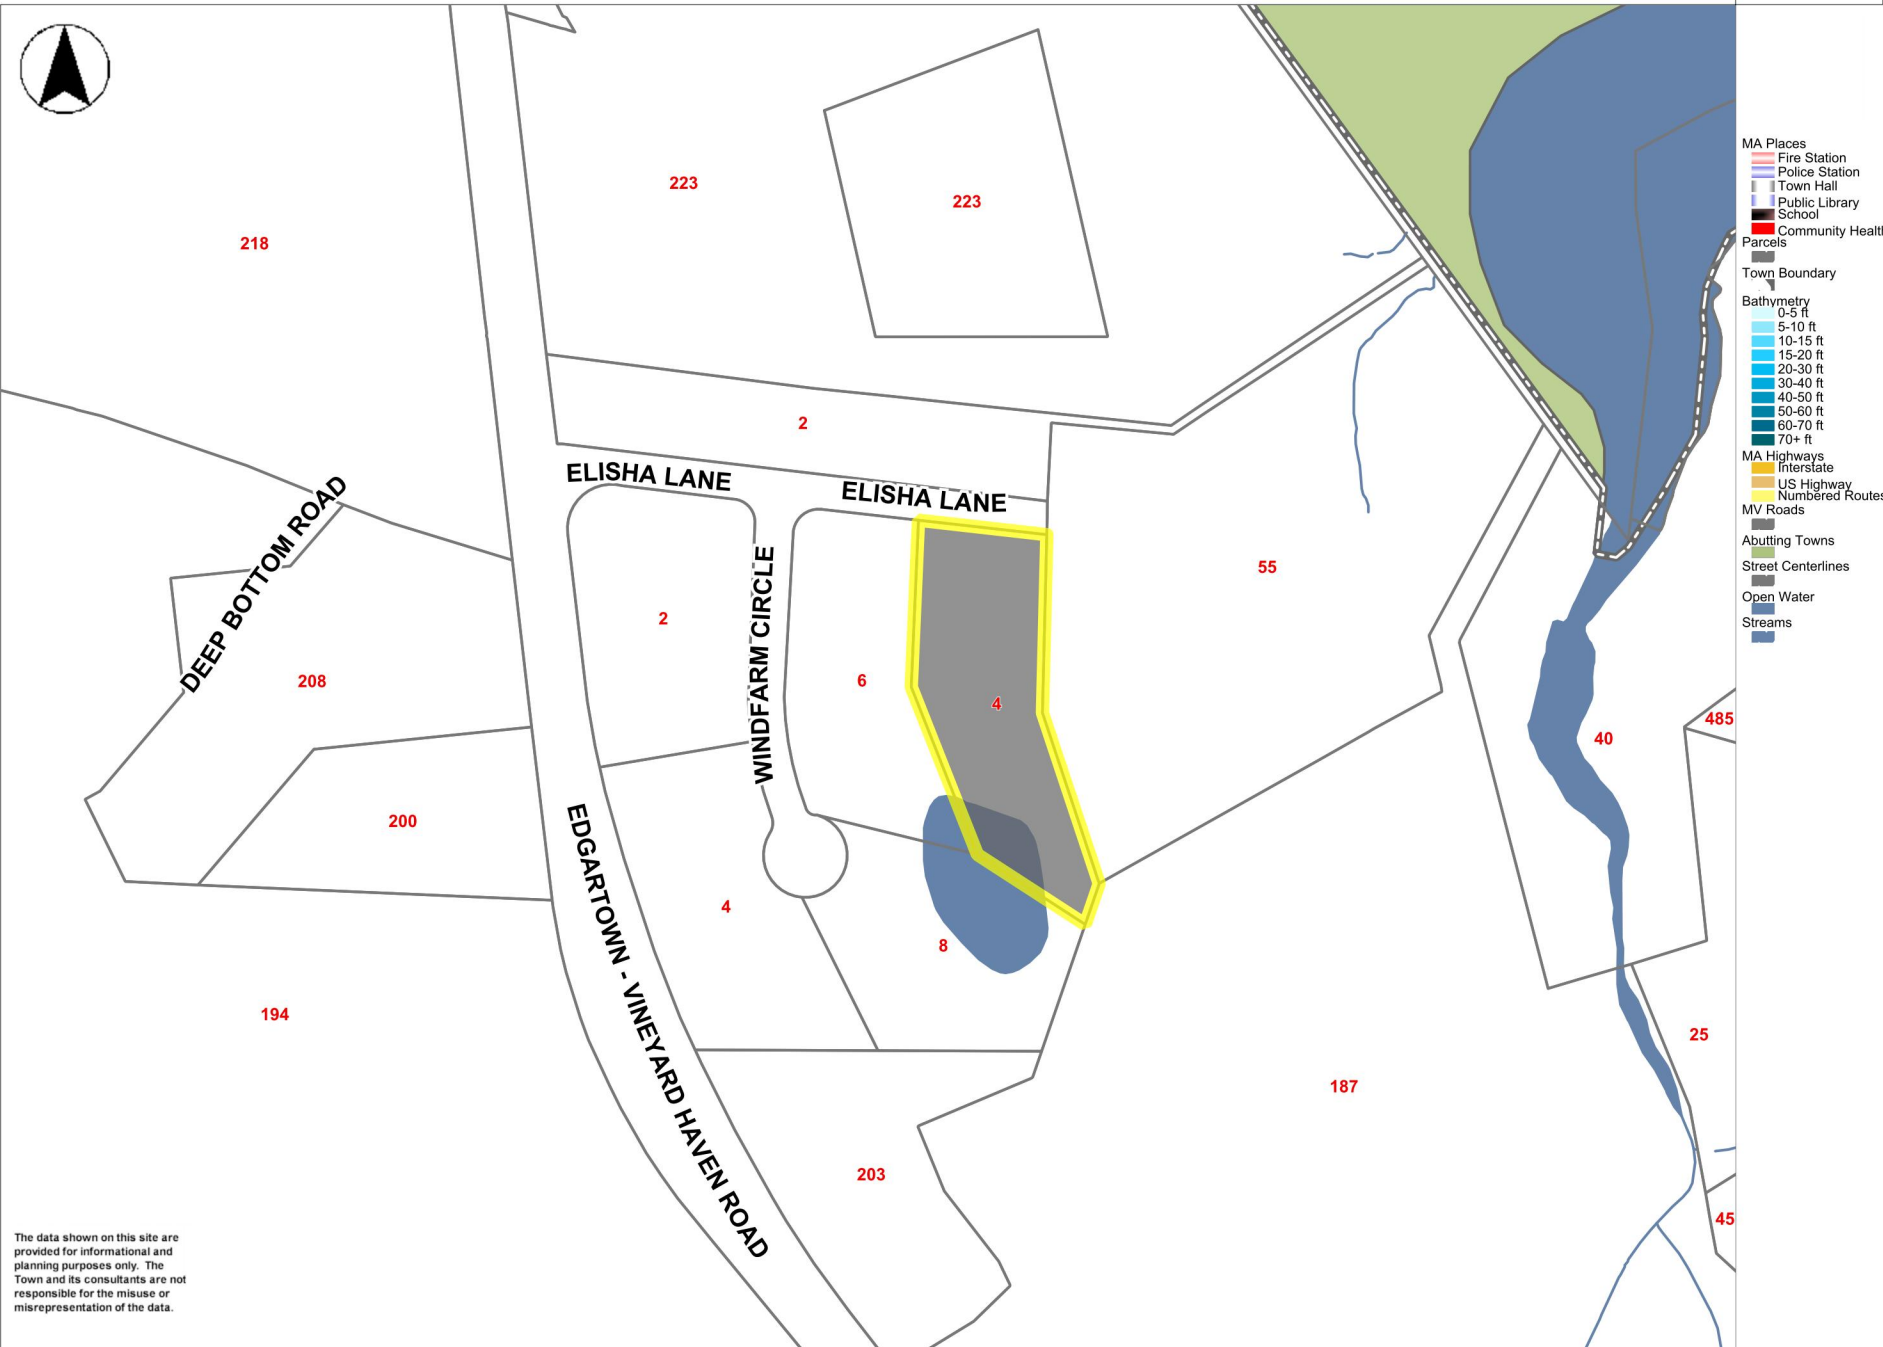 223
223
218
2
ELISHA LANE
ELISHA LANE
DEEP BOTTOM ROAD
WINDFARM CIRCLE
55
2
6
4
208
200
40
485
EDGARTOWN - VINEYARD HAVEN ROAD
4
8
194
25
187
203
45
The data shown on this site are
provided for informational and
planning purposes only. The
Town and its consultants are not
responsible for the misuse or
misrepresentation of the data.
MA Places
Fire Station
Police Station
Town Hall
Public Library
School
Community Healt
Parcels
Town Boundary
Bathymetry
0-5 ft
5-10 ft
10-15 ft
15-20 ft
20-30 ft
30-40 ft
40-50 ft
50-60 ft
60-70 ft
70+ ft
MA Highways
Interstate
US Highway
Numbered Routes
MV Roads
Abutting Towns
Street Centerlines
Open Water
Streams